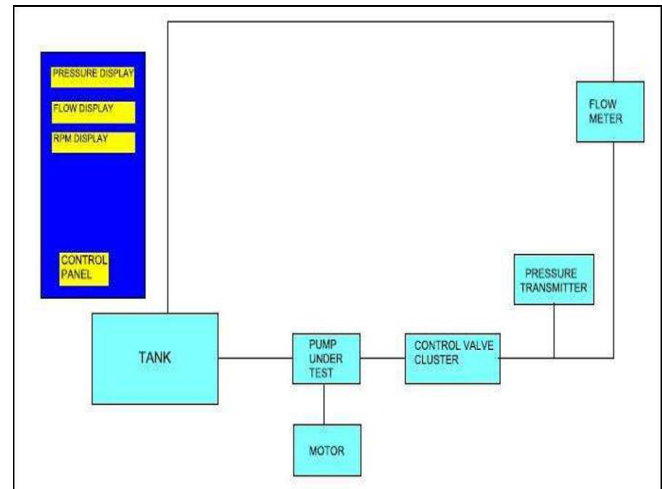 PRESSURE DISPLAY
FLOW DISPLAY
RPM DISPLAY
CONTROL
PANEL
FLOW
METER
PRESSURE
TRANSMITTER
TANK
PUMP
UNDER
TEST
CONTROL VALVE
CLUSTER
MOTOR